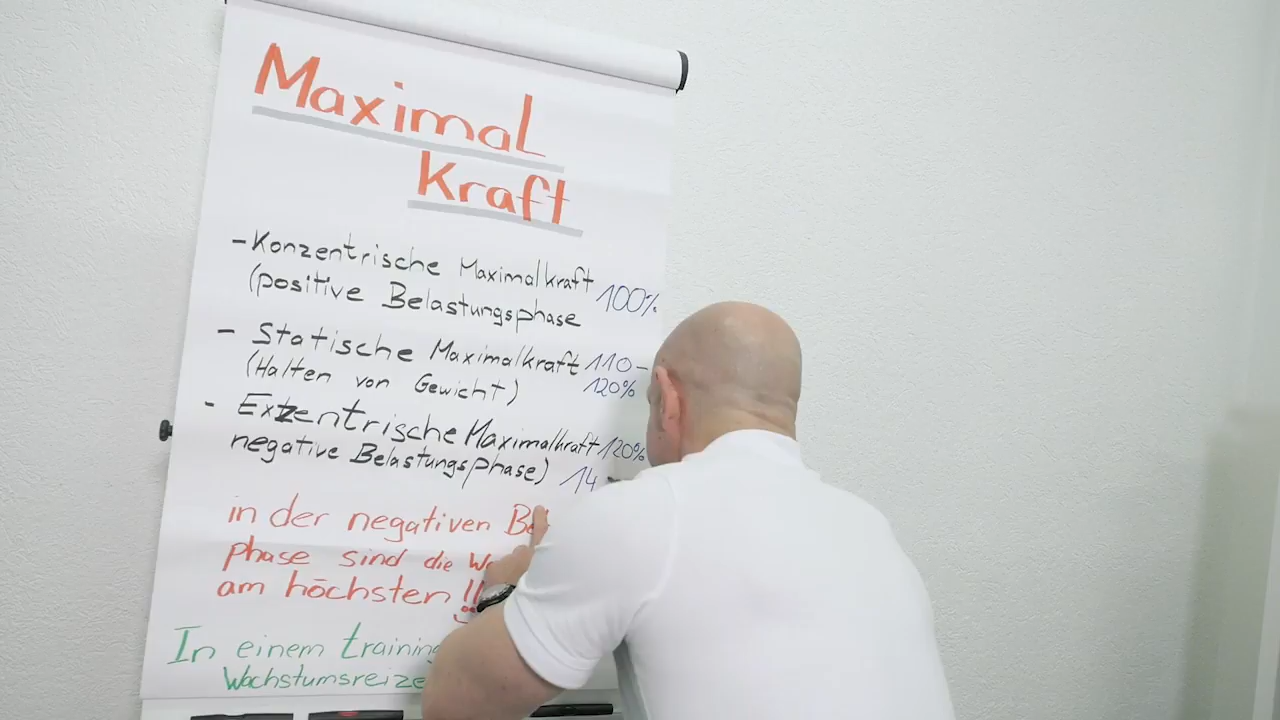 Maximal
Kraft
- Konzentrische Maximalkraft 100%
(positive Belastungsphase
- Statische Maximalkraft 110-
(Halten von Gewicht) 120%
- Exzentrische Maximalkraft 120%
negative Belastungsphase) 14
in der negativen
phase sind die
am höchsten !!
In einem training
Wachstumsreize